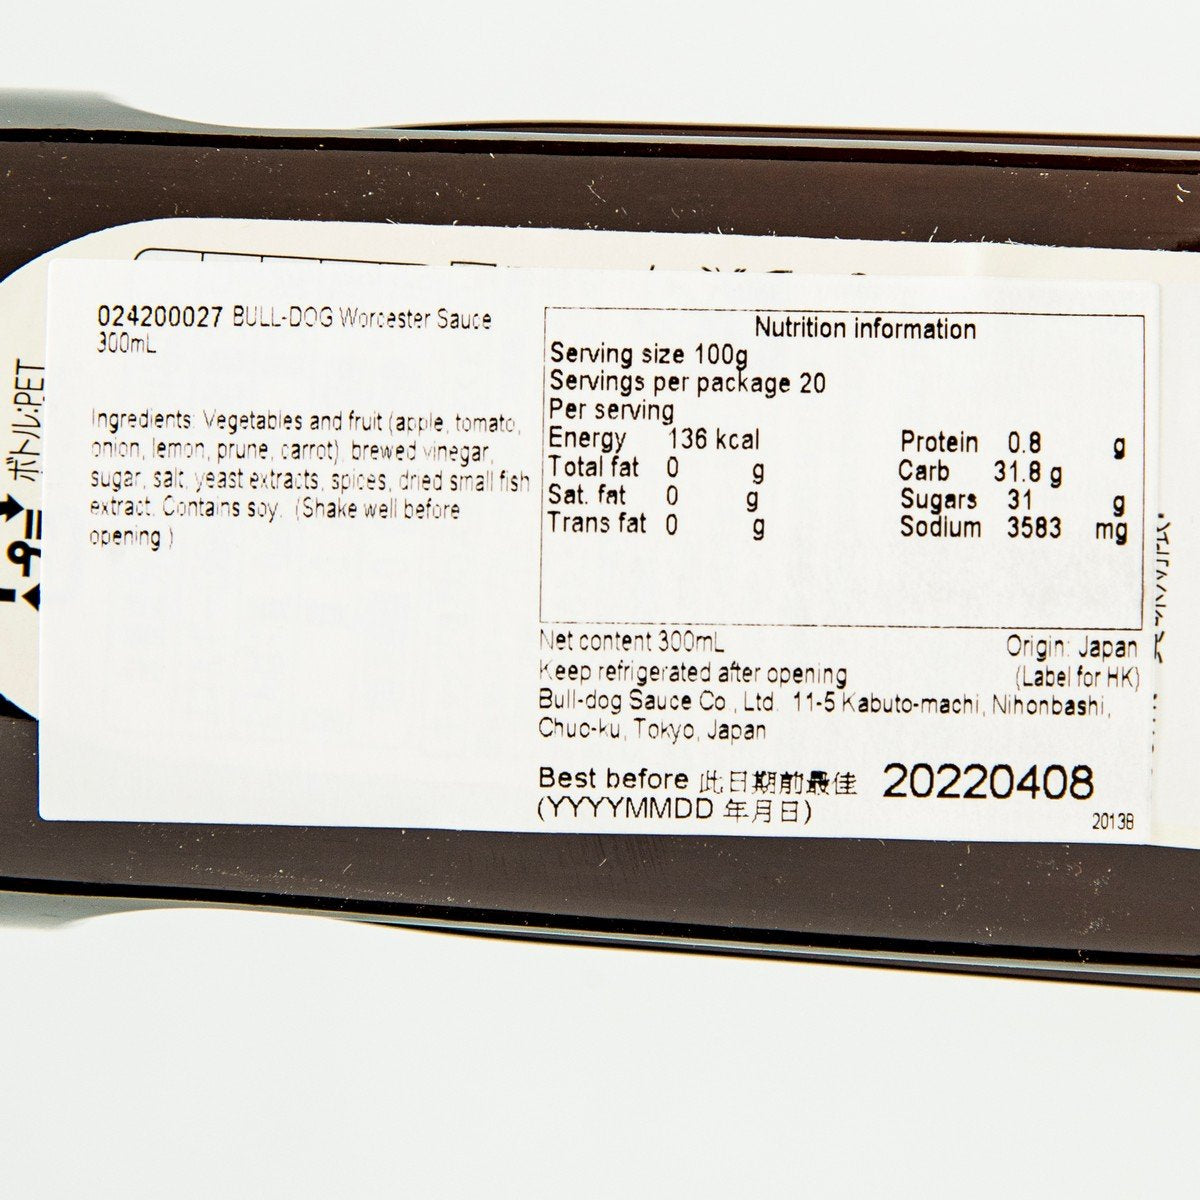 024200027 BULL-DOG Worcester Sauce
300mL
Ingredients: Vegetables and fruit (apple, tomato,
onion, lemon, prune, carrot), brewed vinegar,
sugar, salt, yeast extracts, spices, dried small fish
extract. Contains soy. (Shake well before
opening.)
Nutrition information
Serving size 100g
Servings per package 20
Per serving
Energy 136 kcal Protein 0.8 g
Total fat 0 g Carb 31.8 g
Sat. fat 0 g Sugars 31 g
Trans fat 0 g Sodium 3583 mg
Net content 300mL Origin: Japan
Keep refrigerated after opening (Label for HK)
Bull-dog Sauce Co., Ltd. 11-5 Kabuto-machi, Nihonbashi,
Chuo-ku, Tokyo, Japan
Best before 此日期前最佳 20220408
(YYYYMMDD 年月日)
20138
ボトル:PET